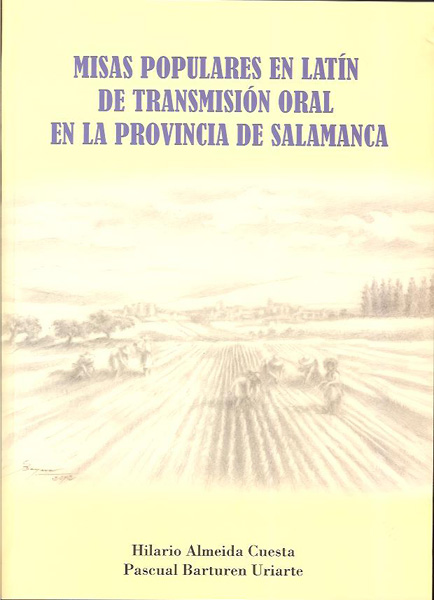 MISAS POPULARES EN LATÍN
DE TRANSMISIÓN ORAL
EN LA PROVINCIA DE SALAMANCA
Hilario Almeida Cuesta
Pascual Barturen Uriarte